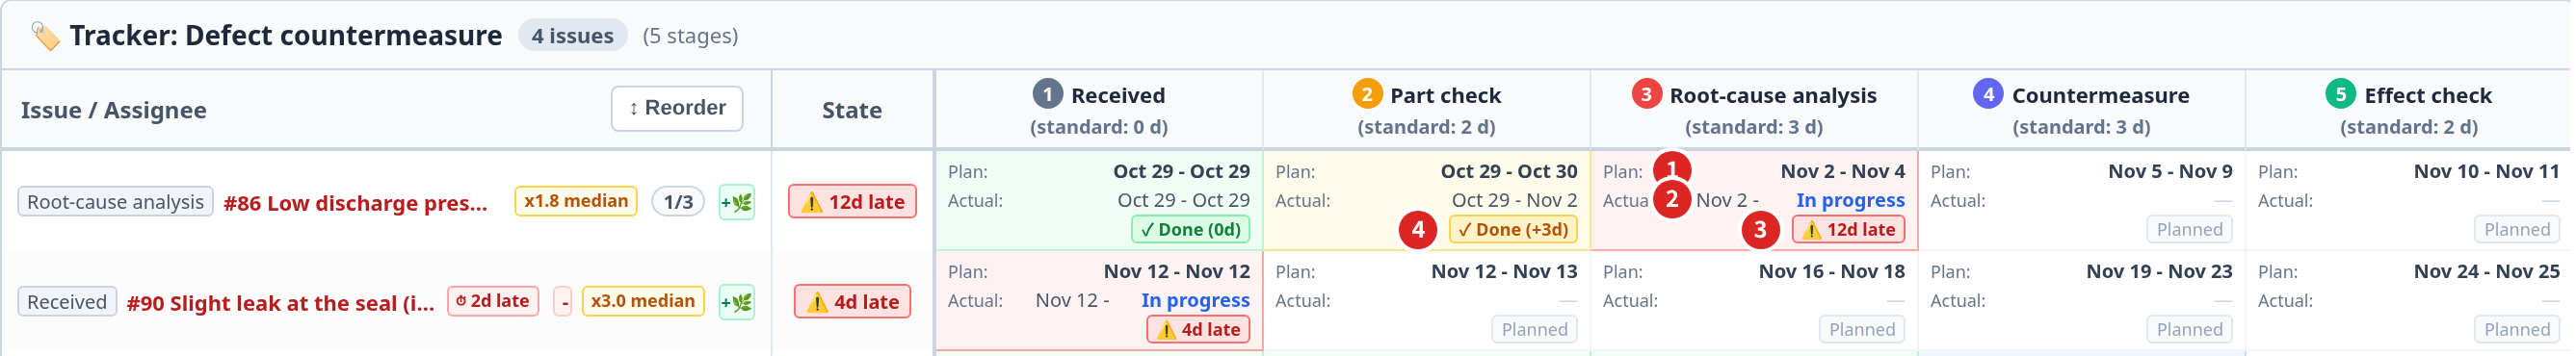 🏷️ Tracker: Defect countermeasure 4 issues (5 stages)
Issue / Assignee ↕ Reorder State
1 Received
(standard: 0 d)
2 Part check
(standard: 2 d)
3 Root-cause analysis
(standard: 3 d)
4 Countermeasure
(standard: 3 d)
5 Effect check
(standard: 2 d)
Root-cause analysis #86 Low discharge pres... x1.8 median 1/3 +🌿
⚠️ 12d late
Plan: Oct 29 - Oct 29
Actual: Oct 29 - Oct 29
✓ Done (0d)
Plan: Oct 29 - Oct 30
Actual: Oct 29 - Nov 2
4 ✓ Done (+3d)
Plan: 1 Nov 2 - Nov 4
Actua 2 Nov 2 - In progress
3 ⚠️ 12d late
Plan: Nov 5 - Nov 9
Actual: —
Planned
Plan: Nov 10 - Nov 11
Actual: —
Planned
Received #90 Slight leak at the seal (i... ⏱ 2d late - x3.0 median +🌿
⚠️ 4d late
Plan: Nov 12 - Nov 12
Actual: Nov 12 - In progress
⚠️ 4d late
Plan: Nov 12 - Nov 13
Actual: —
Planned
Plan: Nov 16 - Nov 18
Actual: —
Planned
Plan: Nov 19 - Nov 23
Actual: —
Planned
Plan: Nov 24 - Nov 25
Actual: —
Planned